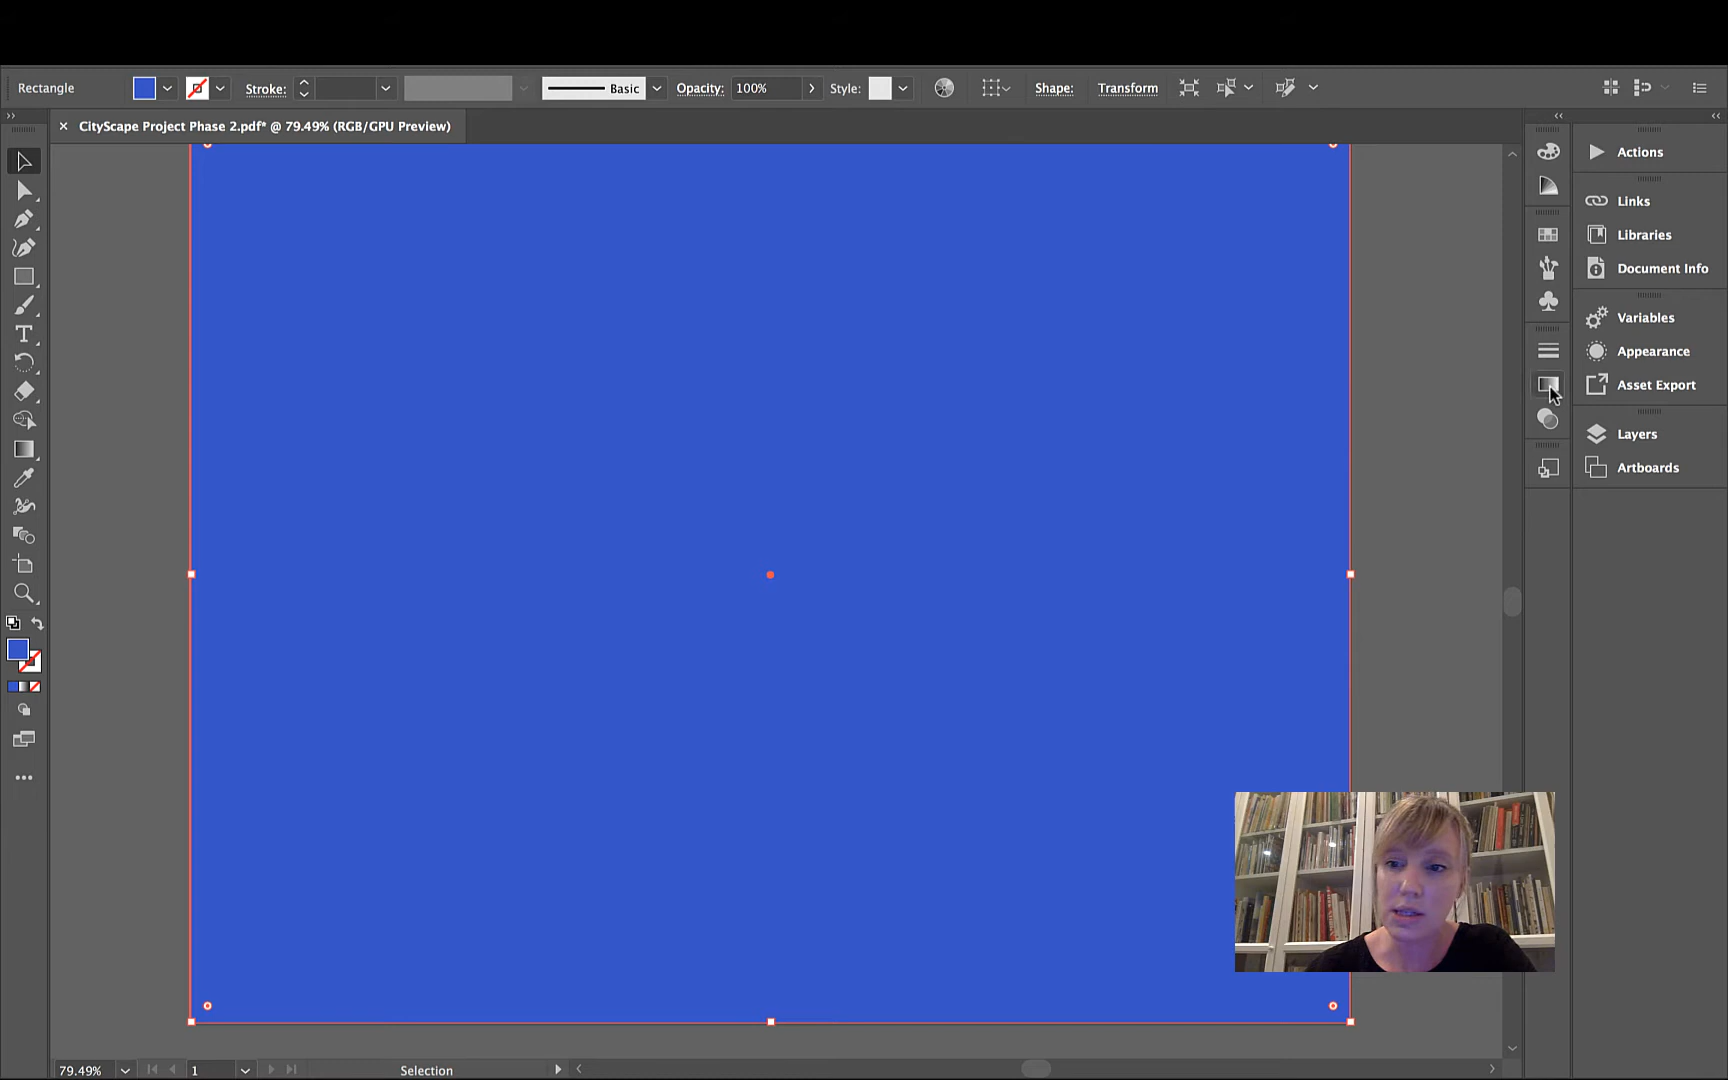 Rectangle Stroke: Basic Opacity: 100% Style: Shape: Transform
× CityScape Project Phase 2.pdf* @ 79.49% (RGB/GPU Preview)
Actions
Links
Libraries
Document Info
Variables
Appearance
Asset Export
Layers
Artboards
79.49% 1 Selection